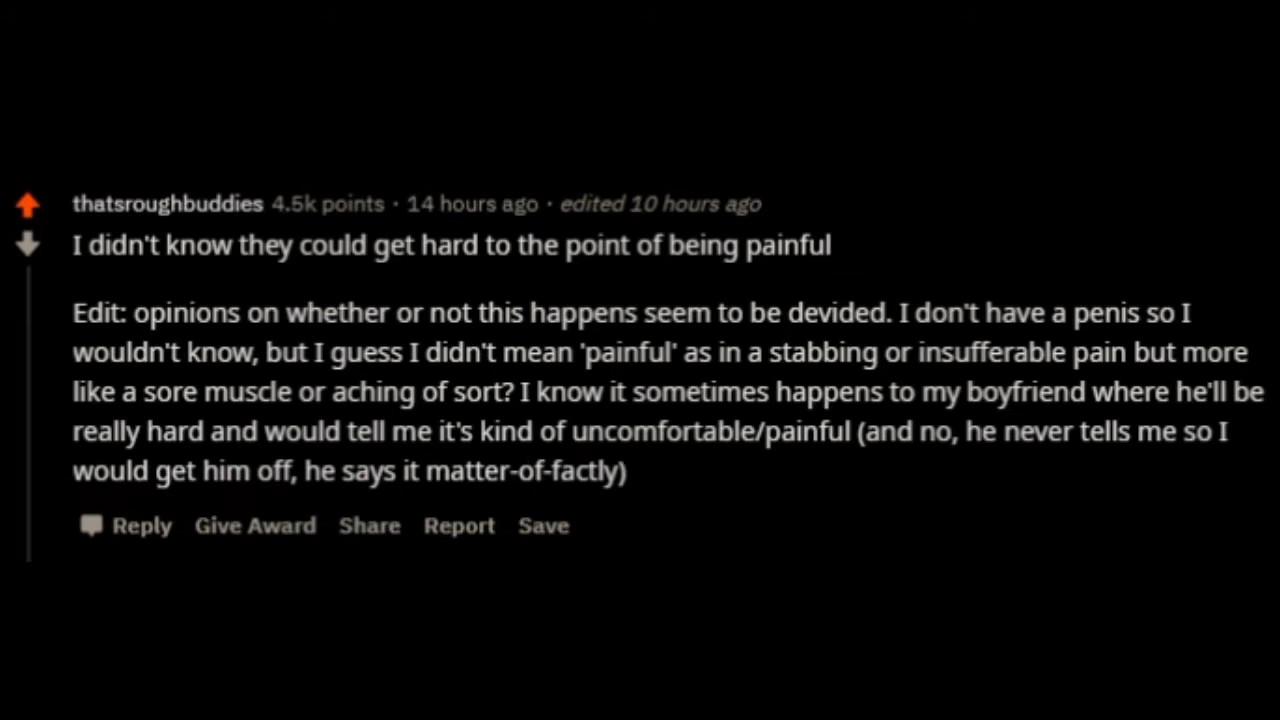 thatsroughbuddies 4.5k points · 14 hours ago · edited 10 hours ago
I didn't know they could get hard to the point of being painful
Edit: opinions on whether or not this happens seem to be devided. I don't have a penis so I
wouldn't know, but I guess I didn't mean 'painful' as in a stabbing or insufferable pain but more
like a sore muscle or aching of sort? I know it sometimes happens to my boyfriend where he'll be
really hard and would tell me it's kind of uncomfortable/painful (and no, he never tells me so I
would get him off, he says it matter-of-factly)
Reply Give Award Share Report Save